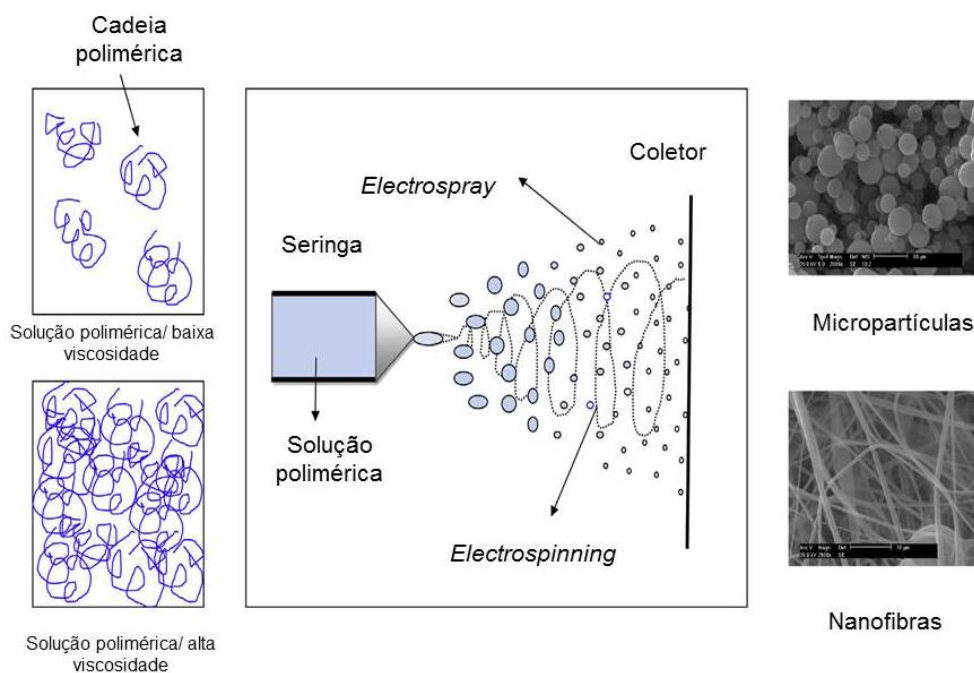 Cadeia
polimérica
Solução polimérica/ baixa
viscosidade
Solução polimérica/ alta
viscosidade
Electrospray
Coletor
Seringa
Solução
polimérica
Electrospinning
Micropartículas
Nanofibras